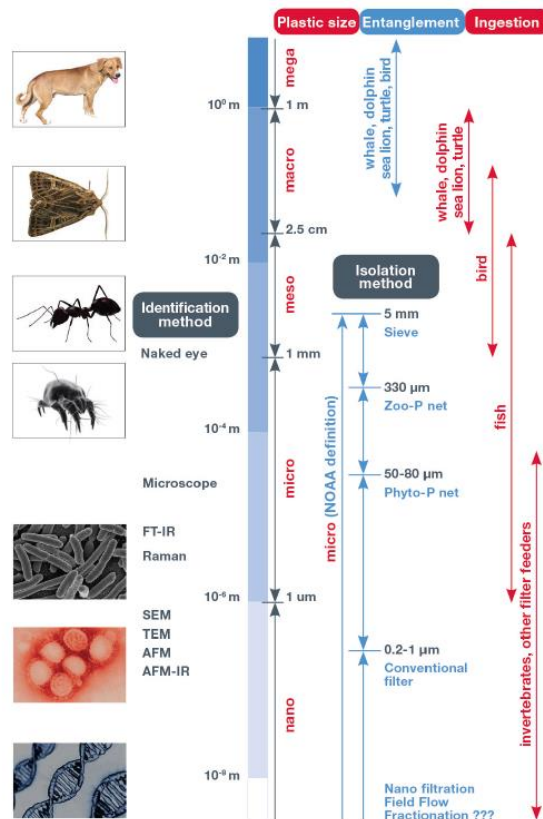 Plastic size
Entanglement
Ingestion
mega
10⁰ m
1 m
whale, dolphin
sea lion, turtle, bird
whale, dolphin
sea lion, turtle
macro
2.5 cm
10⁻² m
bird
Isolation
method
meso
Identification
method
5 mm
Sieve
Naked eye
1 mm
330 µm
Zoo-P net
fish
10⁻⁴ m
micro
micro (NOAA definition)
50-80 µm
Phyto-P net
Microscope
FT-IR
Raman
10⁻⁶ m
1 um
invertebrates, other filter feeders
SEM
TEM
AFM
AFM-IR
0.2-1 µm
Conventional
filter
nano
10⁻⁹ m
Nano filtration
Field Flow
Fractionation ???